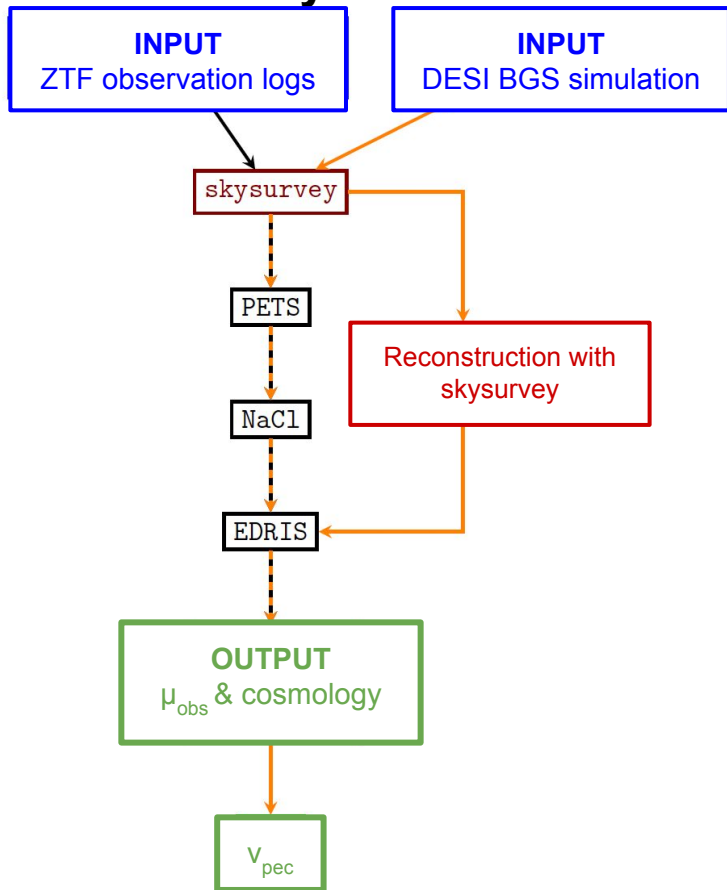 INPUT
ZTF observation logs
INPUT
DESI BGS simulation
skysurvey
PETS
Reconstruction with
skysurvey
NaCl
EDRIS
OUTPUT
μobs & cosmology
vpec